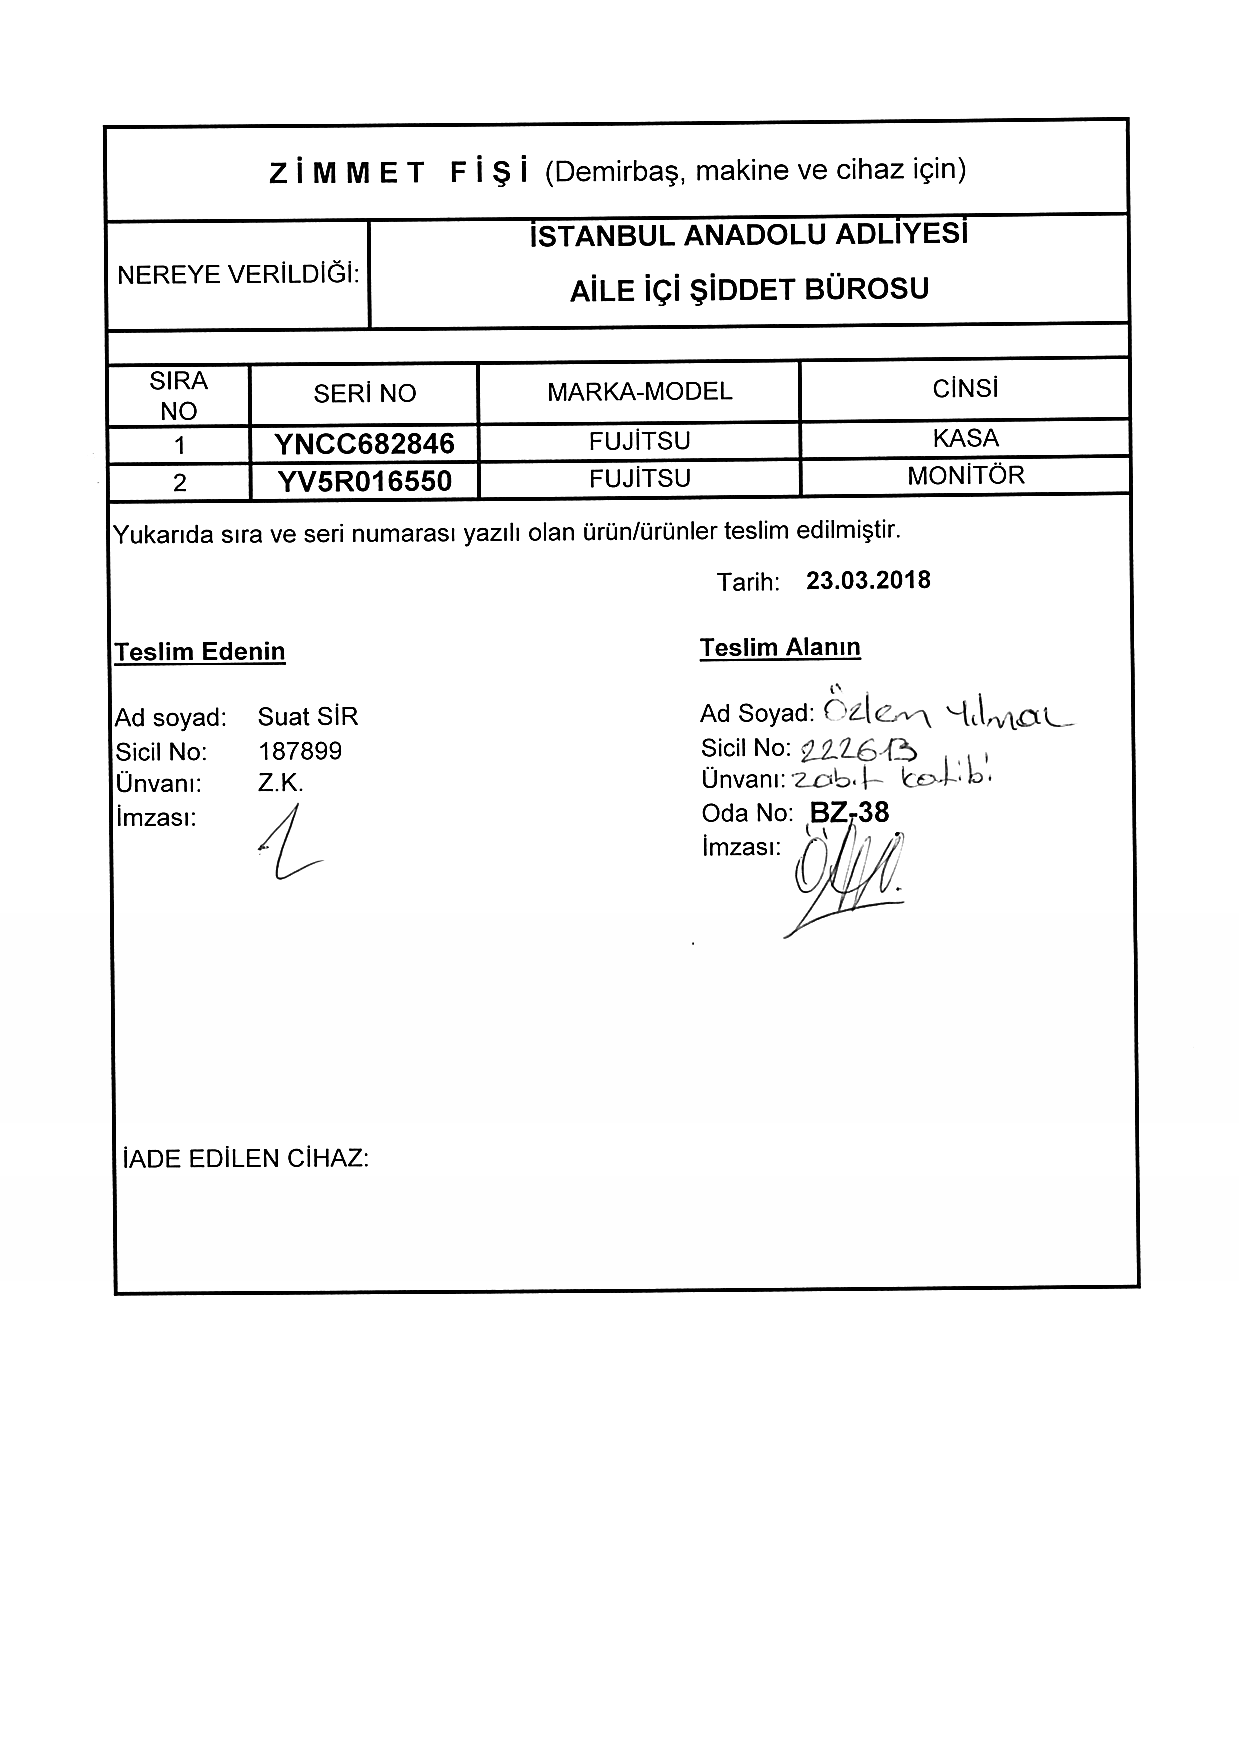 ZİMMET FİŞİ (Demirbaş, makine ve cihaz için)
NEREYE VERİLDİĞİ:
İSTANBUL ANADOLU ADLİYESİ
AİLE İÇİ ŞİDDET BÜROSU
SIRA NO SERİ NO MARKA-MODEL CİNSİ
1 YNCC682846 FUJİTSU KASA
2 YV5R016550 FUJİTSU MONİTÖR
Yukarıda sıra ve seri numarası yazılı olan ürün/ürünler teslim edilmiştir.
Tarih: 23.03.2018
Teslim Edenin Teslim Alanın
Ad soyad: Suat SİR Ad Soyad: Özlem Yılmaz
Sicil No: 187899 Sicil No:
Ünvanı: Z.K. Ünvanı: zabıt katibi
İmzası: Oda No: BZ-38
İmzası:
İADE EDİLEN CİHAZ: